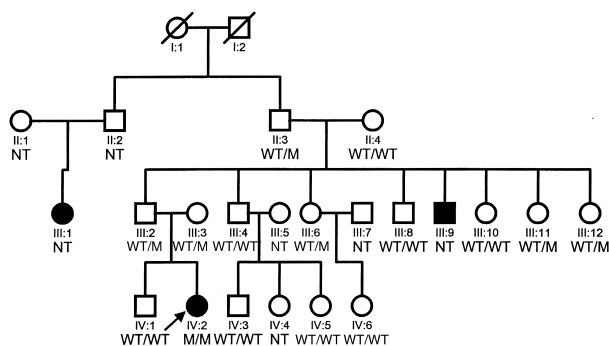 I:1 I:2
II:1 II:2 II:3 II:4
NT NT WT/M WT/WT
III:1 III:2 III:3 III:4 III:5 III:6 III:7 III:8 III:9 III:10 III:11 III:12
NT WT/M WT/M WT/WT NT WT/M NT WT/WT NT WT/WT WT/M WT/M
IV:1 IV:2 IV:3 IV:4 IV:5 IV:6
WT/WT M/M WT/WT NT WT/WT WT/WT